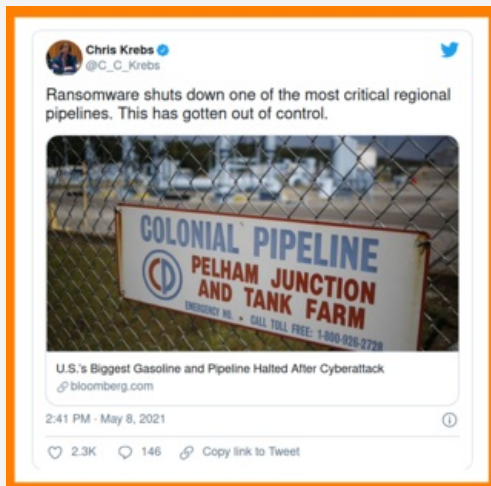 Chris Krebs
@C_C_Krebs
Ransomware shuts down one of the most critical regional
pipelines. This has gotten out of control.
COLONIAL PIPELINE
CD
PELHAM JUNCTION
AND TANK FARM
EMERGENCY NO. • CALL TOLL FREE: 1-800-926-2728
U.S.'s Biggest Gasoline and Pipeline Halted After Cyberattack
bloomberg.com
2:41 PM · May 8, 2021
2.3K 146 Copy link to Tweet